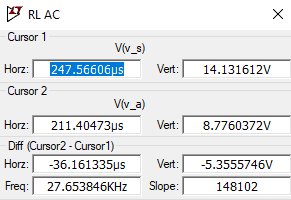 RL AC
Cursor 1
V(v_s)
Horz: 247.56606µs Vert: 14.131612V
Cursor 2
V(v_a)
Horz: 211.40473µs Vert: 8.7760372V
Diff (Cursor2 - Cursor1)
Horz: -36.161335µs Vert: -5.3555746V
Freq: 27.653846KHz Slope: 148102